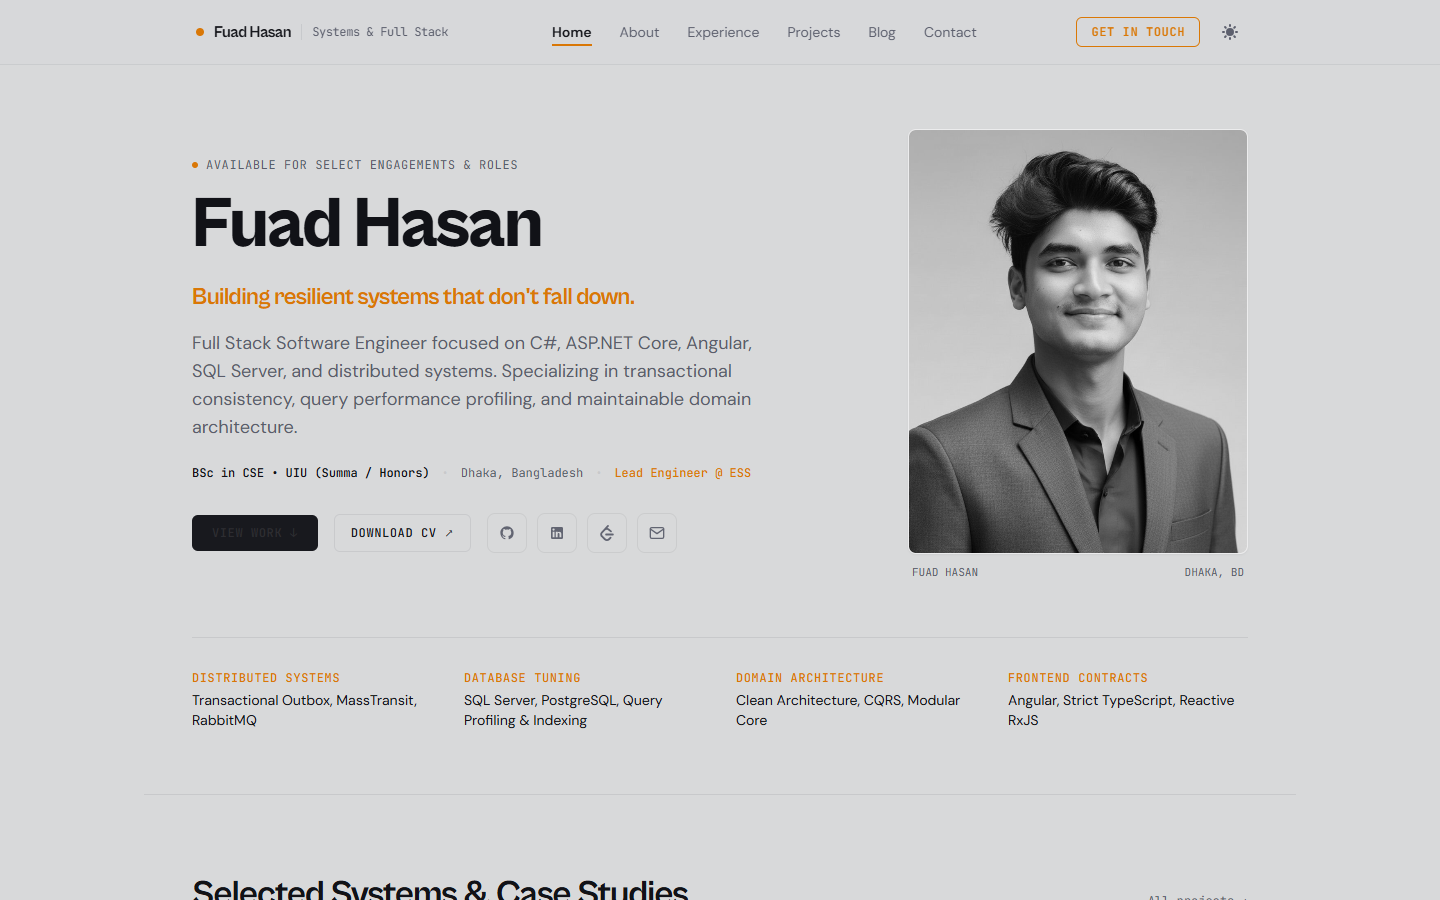 Fuad Hasan
Systems & Full Stack
Home
About
Experience
Projects
Blog
Contact
GET IN TOUCH
AVAILABLE FOR SELECT ENGAGEMENTS & ROLES
Fuad Hasan
Building resilient systems that don't fall down.
Full Stack Software Engineer focused on C#, ASP.NET Core, Angular,
SQL Server, and distributed systems. Specializing in transactional
consistency, query performance profiling, and maintainable domain
architecture.
BSc in CSE • UIU (Summa / Honors) · Dhaka, Bangladesh · Lead Engineer @ ESS
VIEW WORK ↓
DOWNLOAD CV ↗
FUAD HASAN
DHAKA, BD
DISTRIBUTED SYSTEMS
Transactional Outbox, MassTransit,
RabbitMQ
DATABASE TUNING
SQL Server, PostgreSQL, Query
Profiling & Indexing
DOMAIN ARCHITECTURE
Clean Architecture, CQRS, Modular
Core
FRONTEND CONTRACTS
Angular, Strict TypeScript, Reactive
RxJS
Selected Systems & Case Studies
All projects